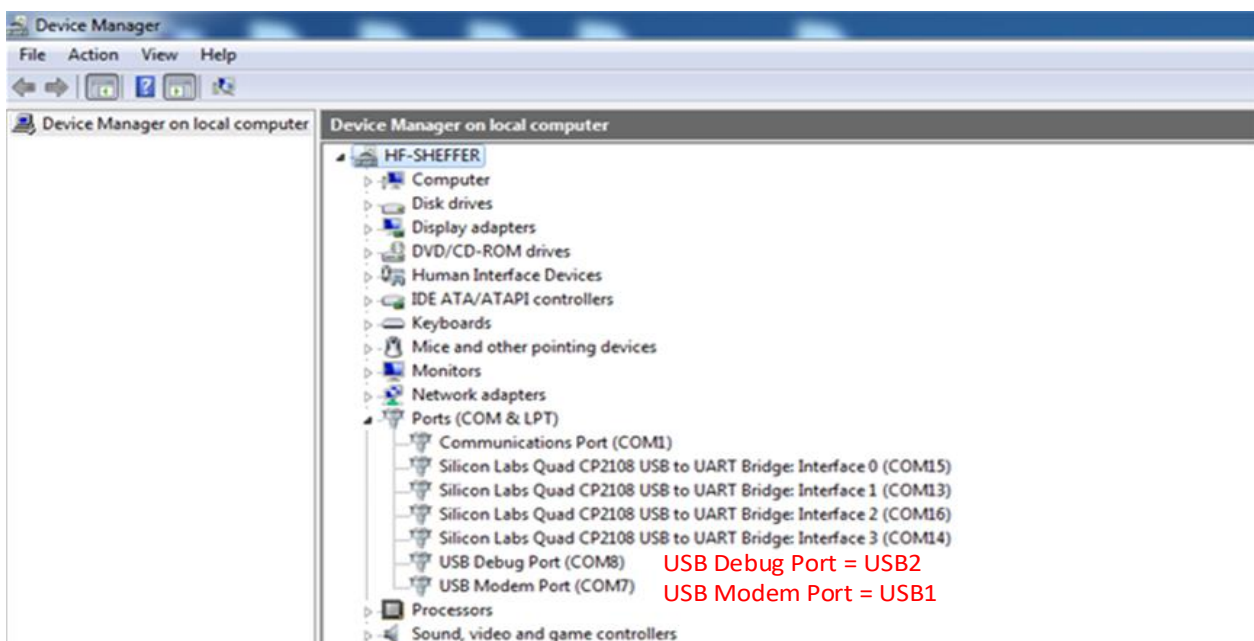 Device Manager
File Action View Help
Device Manager on local computer
Device Manager on local computer
HF-SHEFFER
Computer
Disk drives
Display adapters
DVD/CD-ROM drives
Human Interface Devices
IDE ATA/ATAPI controllers
Keyboards
Mice and other pointing devices
Monitors
Network adapters
Ports (COM & LPT)
Communications Port (COM1)
Silicon Labs Quad CP2108 USB to UART Bridge: Interface 0 (COM15)
Silicon Labs Quad CP2108 USB to UART Bridge: Interface 1 (COM13)
Silicon Labs Quad CP2108 USB to UART Bridge: Interface 2 (COM16)
Silicon Labs Quad CP2108 USB to UART Bridge: Interface 3 (COM14)
USB Debug Port (COM8) USB Debug Port = USB2
USB Modem Port (COM7) USB Modem Port = USB1
Processors
Sound, video and game controllers